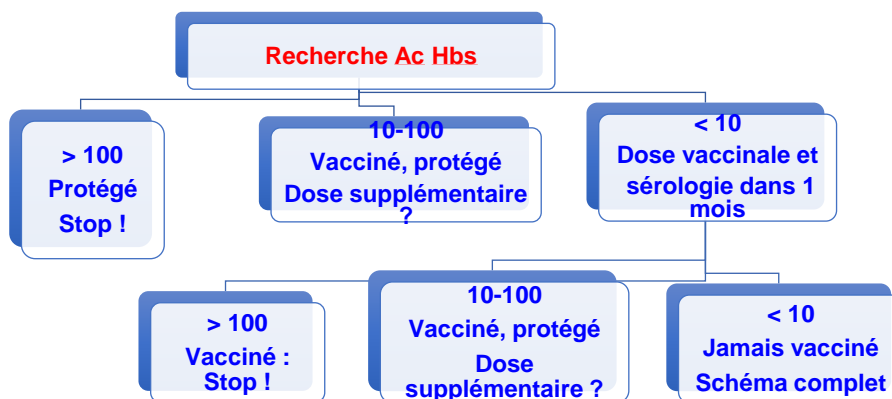 Recherche Ac Hbs
> 100
Protégé
Stop !
10-100
Vacciné, protégé
Dose supplémentaire
?
< 10
Dose vaccinale et
sérologie dans 1
mois
> 100
Vacciné :
Stop !
10-100
Vacciné, protégé
Dose
supplémentaire ?
< 10
Jamais vacciné
Schéma complet